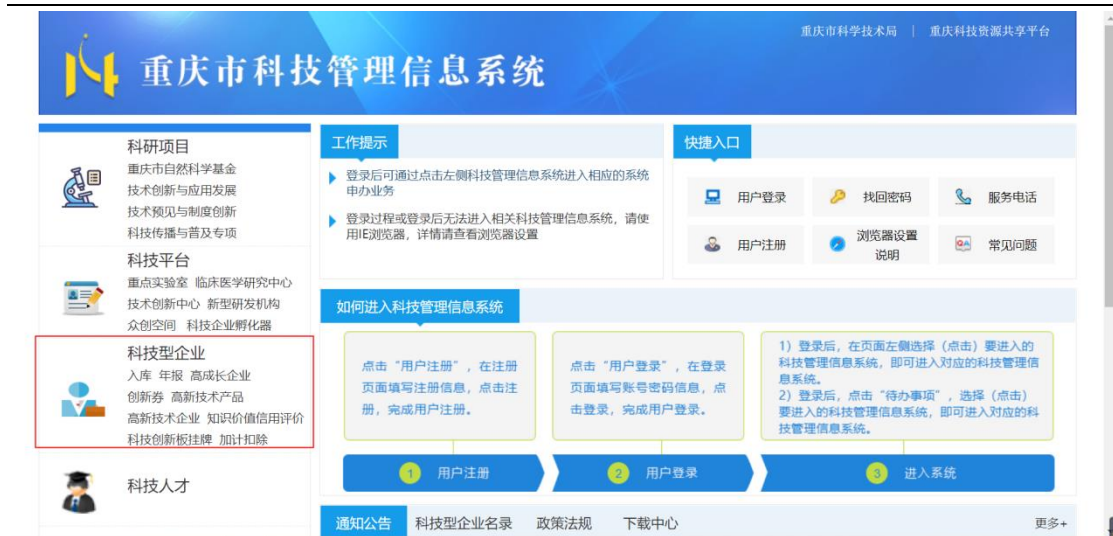 重庆市科学技术局 | 重庆科技资源共享平台
重庆市科技管理信息系统
科研项目
重庆市自然科学基金
技术创新与应用发展
技术预见与制度创新
科技传播与普及专项
科技平台
重点实验室 临床医学研究中心
技术创新中心 新型研发机构
众创空间 科技企业孵化器
科技型企业
入库 年报 高成长企业
创新券 高新技术产品
高新技术企业 知识价值信用评价
科技创新板挂牌 加计扣除
科技人才
工作提示
登录后可通过点击左侧科技管理信息系统进入相应的系统
申办业务
登录过程或登录后无法进入相关科技管理信息系统，请使
用IE浏览器，详情请查看浏览器设置
快捷入口
用户登录
找回密码
服务电话
用户注册
浏览器设置
说明
常见问题
如何进入科技管理信息系统
点击“用户注册”，在注册
页面填写注册信息，点击注
册，完成用户注册。
点击“用户登录”，在登录
页面填写账号密码信息，点
击登录，完成用户登录。
1）登录后，在页面左侧选择（点击）要进入的
科技管理信息系统，即可进入对应的科技管理信
息系统。
2）登录后，点击“待办事项”，选择（点击）
要进入的科技管理信息系统，即可进入对应的科
技管理信息系统。
1 用户注册
2 用户登录
3 进入系统
通知公告 科技型企业名录 政策法规 下载中心 更多+